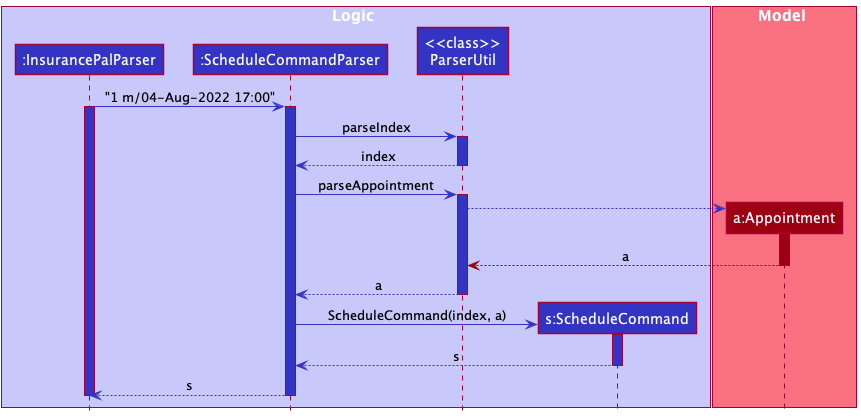 Logic
Model
:InsurancePalParser
:ScheduleCommandParser
<<class>>
ParserUtil
"1 m/04-Aug-2022 17:00"
parseIndex
index
parseAppointment
a:Appointment
a
a
ScheduleCommand(index, a)
s:ScheduleCommand
s
s